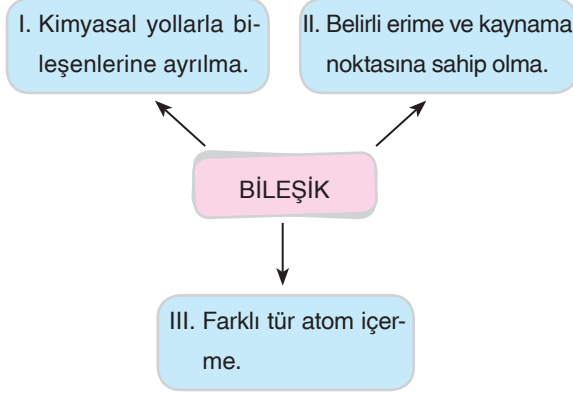 I. Kimyasal yollarla bi-
leşenlerine ayrılma.
II. Belirli erime ve kaynama
noktasına sahip olma.
BİLEŞİK
III. Farklı tür atom içer-
me.